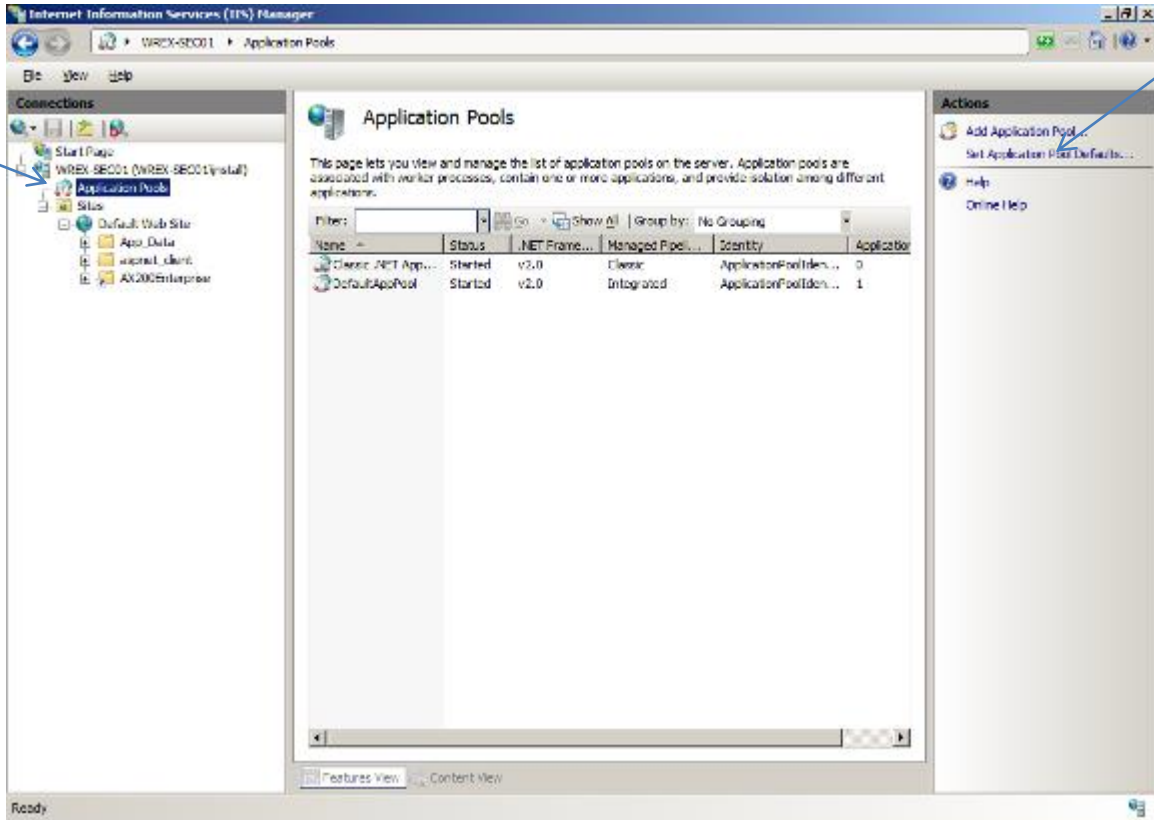 Internet Information Services (IIS) Manager
WREX-SEC01 Application Pools
File View Help
Connections
Start Page
WREX-SEC01 (WREX-SEC01\install)
Application Pools
Sites
Default Web Site
App_Data
aspnet_client
AX200Enterprise
Application Pools
This page lets you view and manage the list of application pools on the server. Application pools are
associated with worker processes, contain one or more applications, and provide isolation among different
applications.
Filter: Go Show All Group by: No Grouping
Name Status .NET Frame... Managed Pipeli... Identity Application
Classic .NET App... Started v2.0 Classic ApplicationPoolIden... 0
DefaultAppPool Started v2.0 Integrated ApplicationPoolIden... 1
Features View Content View
Actions
Add Application Pool...
Set Application Pool Defaults...
Help
Online Help
Ready